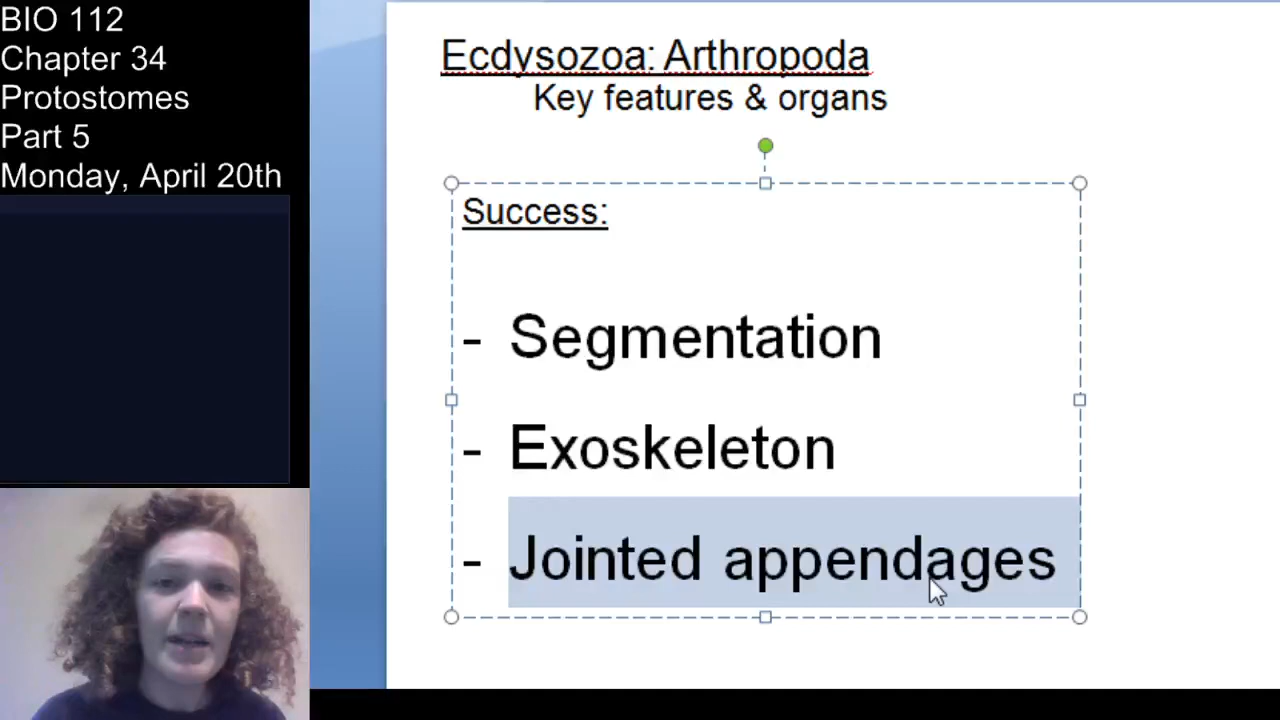 BIO 112
Chapter 34
Protostomes
Part 5
Monday, April 20th
Ecdysozoa: Arthropoda
Key features & organs
Success:
- Segmentation
- Exoskeleton
- Jointed appendages